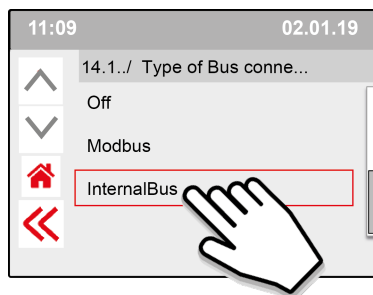 11:09 02.01.19
14.1../ Type of Bus conne...
Off
Modbus
InternalBus